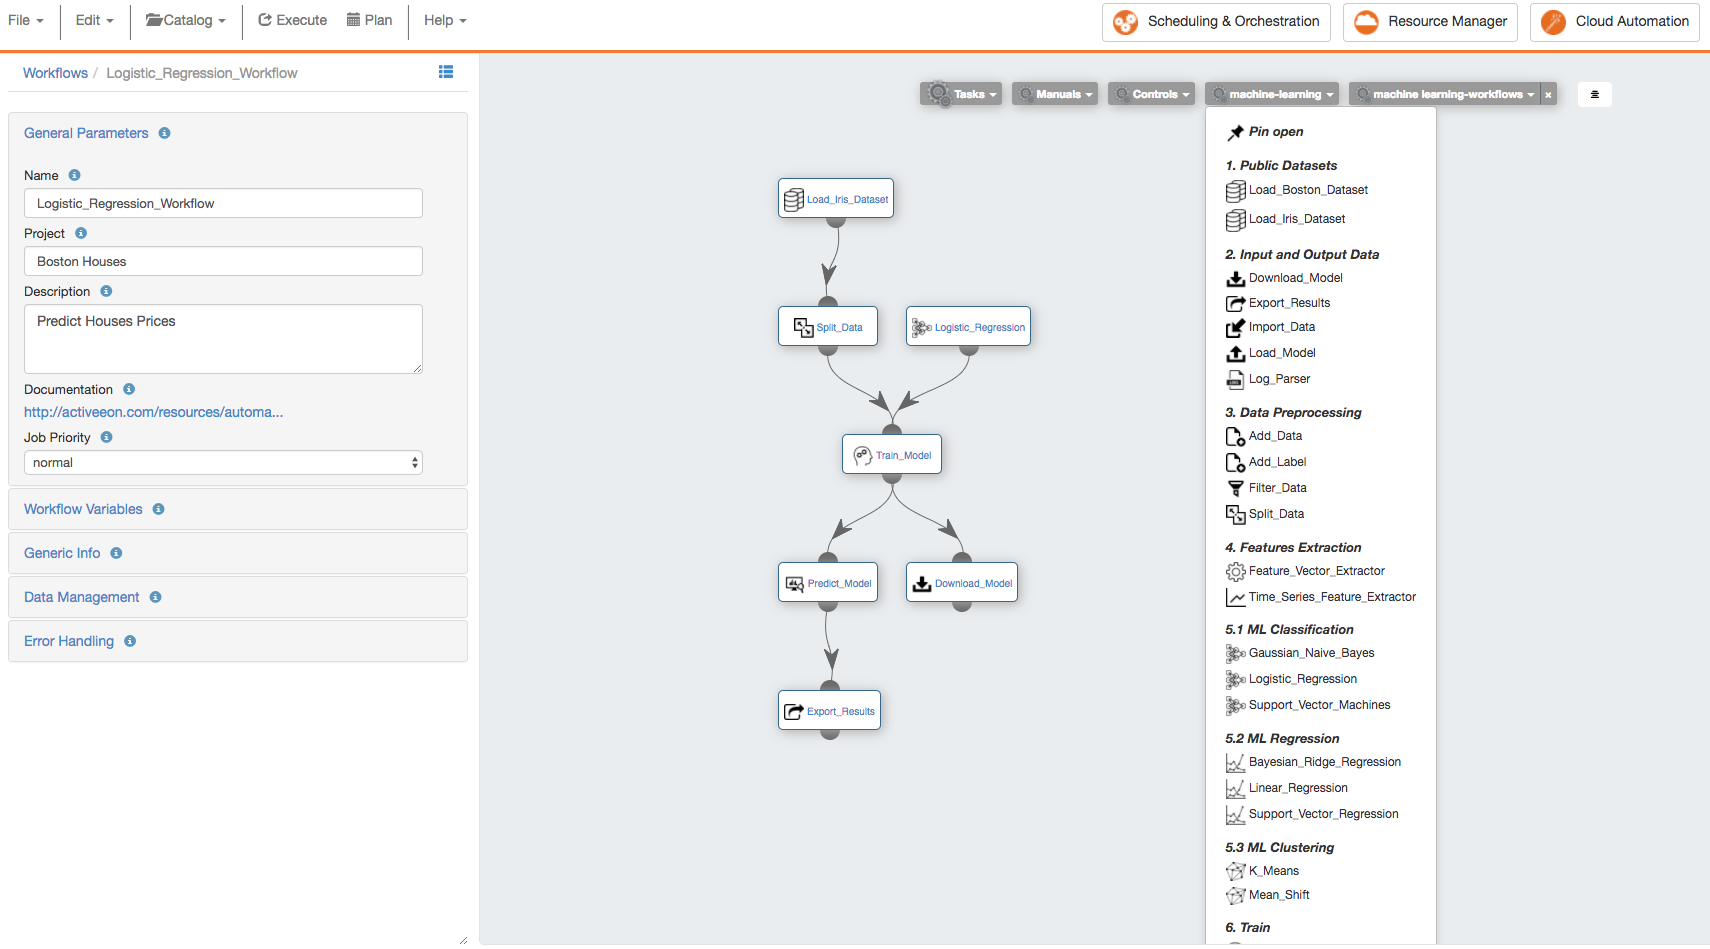 File Edit Catalog Execute Plan Help Scheduling & Orchestration Resource Manager Cloud Automation
Workflows / Logistic_Regression_Workflow
General Parameters
Name
Logistic_Regression_Workflow
Project
Boston Houses
Description
Predict Houses Prices
Documentation
http://activeeon.com/resources/automa...
Job Priority
normal
Workflow Variables
Generic Info
Data Management
Error Handling
Tasks Manuals Controls machine-learning machine learning-workflows x
Load_Iris_Dataset
Split_Data Logistic_Regression
Train_Model
Predict_Model Download_Model
Export_Results
Pin open
1. Public Datasets
Load_Boston_Dataset
Load_Iris_Dataset
2. Input and Output Data
Download_Model
Export_Results
Import_Data
Load_Model
Log_Parser
3. Data Preprocessing
Add_Data
Add_Label
Filter_Data
Split_Data
4. Features Extraction
Feature_Vector_Extractor
Time_Series_Feature_Extractor
5.1 ML Classification
Gaussian_Naive_Bayes
Logistic_Regression
Support_Vector_Machines
5.2 ML Regression
Bayesian_Ridge_Regression
Linear_Regression
Support_Vector_Regression
5.3 ML Clustering
K_Means
Mean_Shift
6. Train